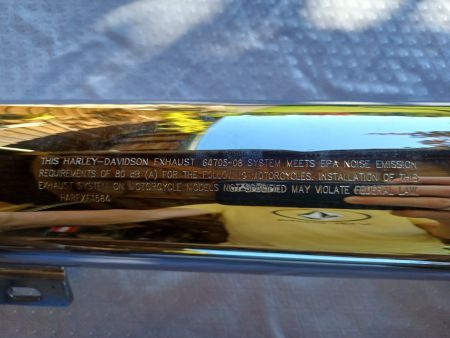 THIS HARLEY-DAVIDSON EXHAUST 64705-08 SYSTEM MEETS EPA NOISE EMISSION
REQUIREMENTS OF 80 dB (A) FOR THE FOLLOWING MOTORCYCLES. INSTALLATION OF THIS
EXHAUST SYSTEM ON MOTORCYCLE MODELS NOT SPECIFIED MAY VIOLATE FEDERAL LAW.